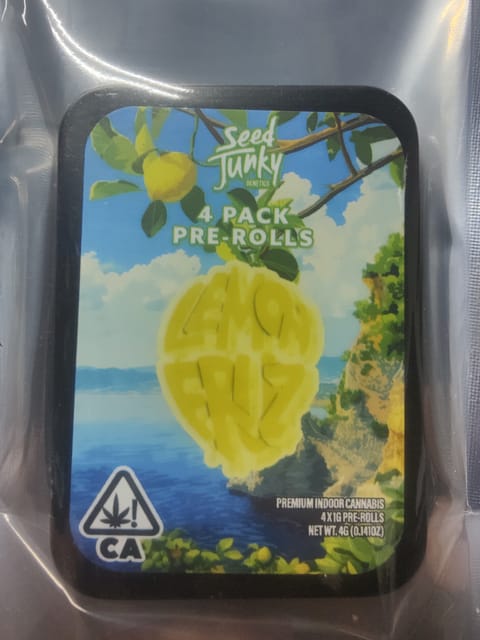 Seed
Junky
GENETICS
4 PACK
PRE-ROLLS
LEMON
FRIZ
PREMIUM INDOOR CANNABIS
4 X 1G PRE-ROLLS
NET WT. 4G (0.141OZ)
!
CA